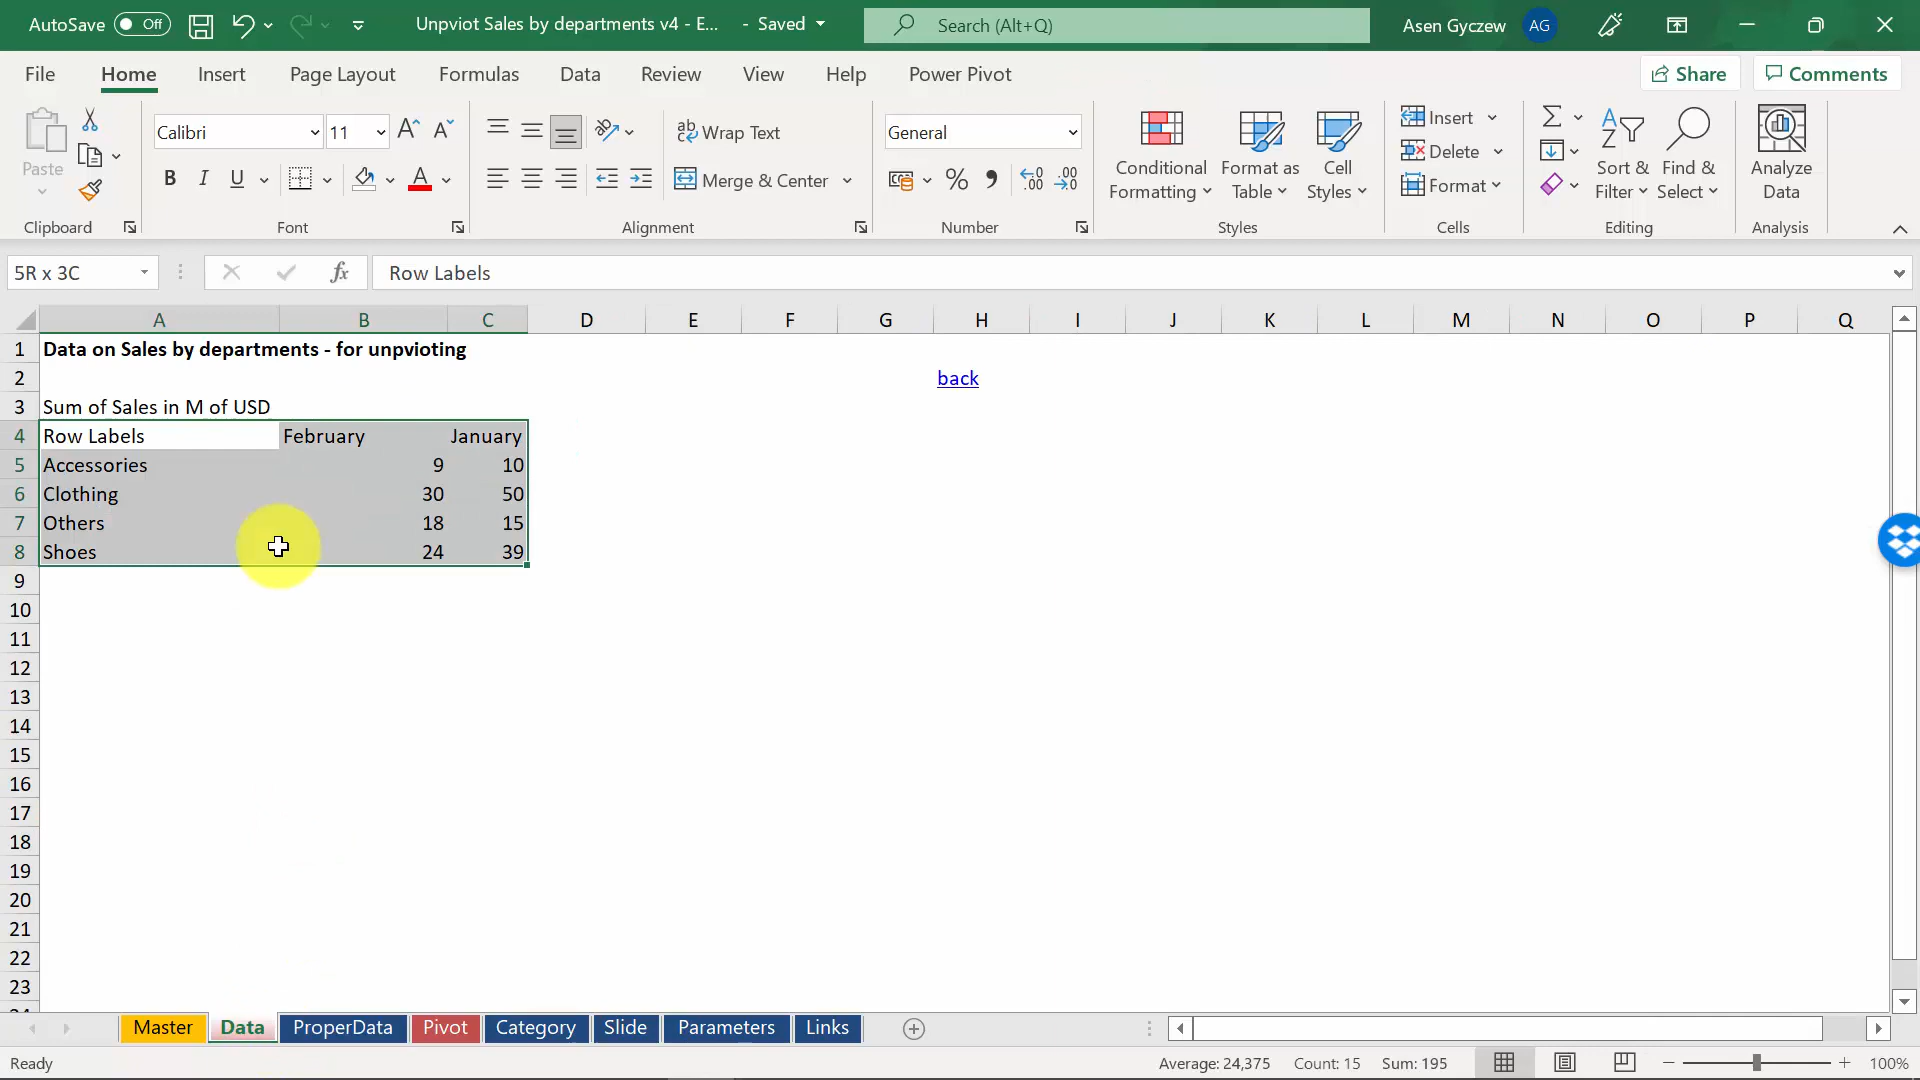 AutoSave Off Unpviot Sales by departments v4 - E... - Saved Search (Alt+Q) Asen Gyczew AG
File Home Insert Page Layout Formulas Data Review View Help Power Pivot Share Comments
Calibri 11 A A ab Wrap Text General Insert Σ A Z
Paste Delete
B I U A Merge & Center % Conditional Formatting Format as Table Cell Styles Format Sort & Filter Find & Select Analyze Data
Clipboard Font Alignment Number Styles Cells Editing Analysis
5R x 3C fx Row Labels
A B C D E F G H I J K L M N O P Q
1 Data on Sales by departments - for unpvioting
2 back
3 Sum of Sales in M of USD
4 Row Labels February January
5 Accessories 9 10
6 Clothing 30 50
7 Others 18 15
8 Shoes 24 39
9
10
11
12
13
14
15
16
17
18
19
20
21
22
23
Master Data ProperData Pivot Category Slide Parameters Links
Ready Average: 24,375 Count: 15 Sum: 195 100%